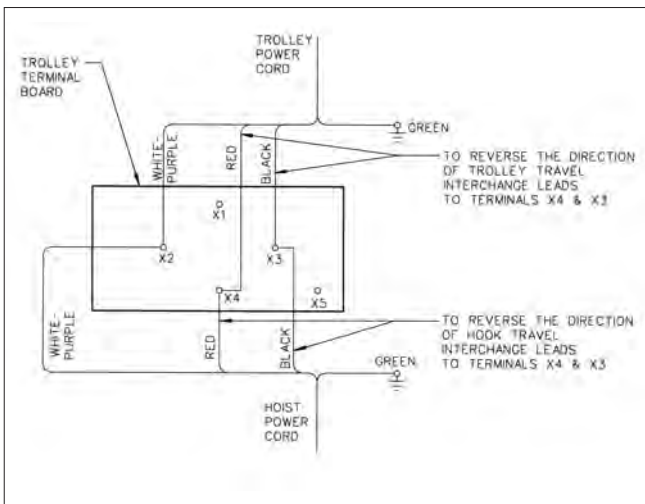 TROLLEY
POWER
CORD
TROLLEY
TERMINAL
BOARD
GREEN
WHITE-
PURPLE
RED
BLACK
TO REVERSE THE DIRECTION
OF TROLLEY TRAVEL
INTERCHANGE LEADS
TO TERMINALS X4 & X3
X1
X2
X3
X4
X5
WHITE-
PURPLE
RED
BLACK
TO REVERSE THE DIRECTION
OF HOOK TRAVEL
INTERCHANGE LEADS
TO TERMINALS X4 & X3
GREEN
HOIST
POWER
CORD